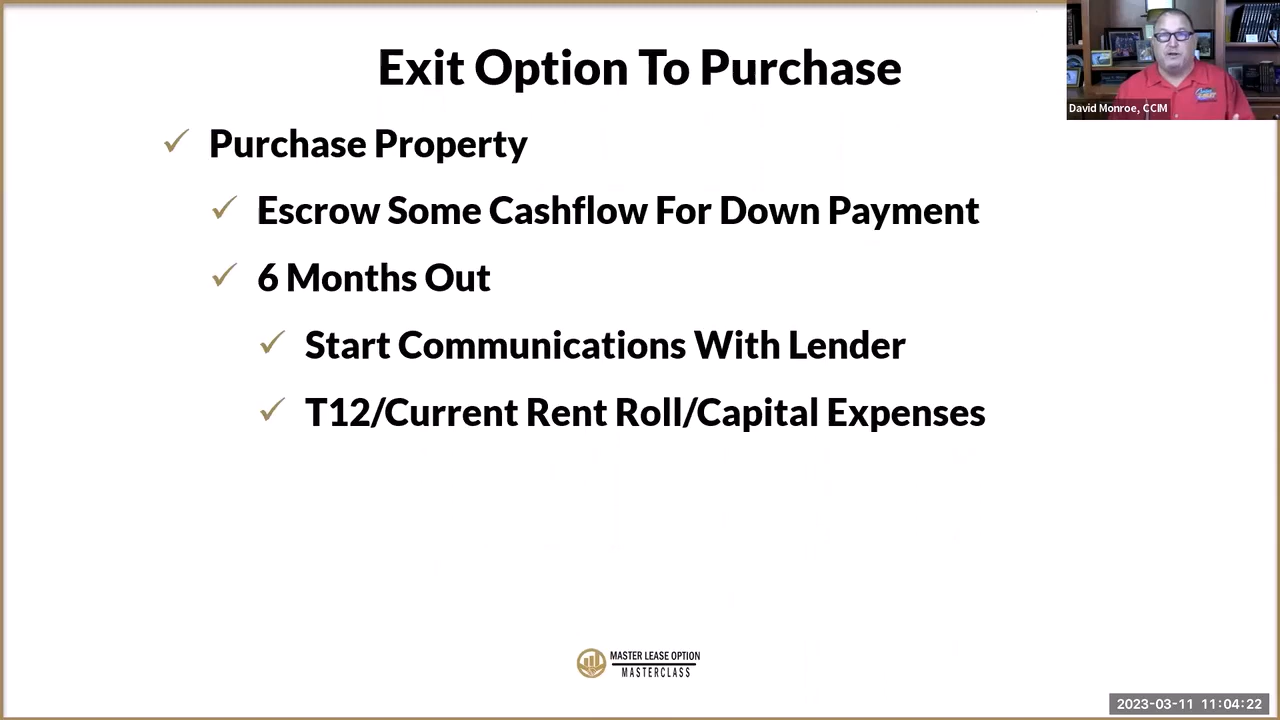 Exit Option To Purchase
David Monroe, CCIM
Purchase Property
Escrow Some Cashflow For Down Payment
6 Months Out
Start Communications With Lender
T12/Current Rent Roll/Capital Expenses
MASTER LEASE OPTION
MASTERCLASS
2023-03-11 11:04:22